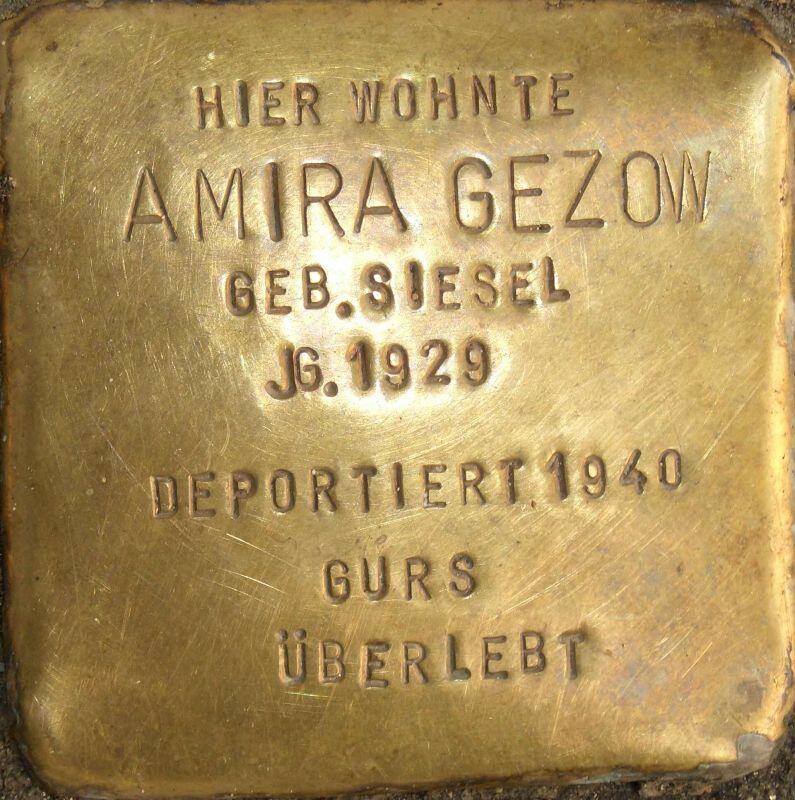 HIER WOHNTE
AMIRA GEZOW
GEB. SIESEL
JG. 1929
DEPORTIERT 1940
GURS
ÜBERLEBT